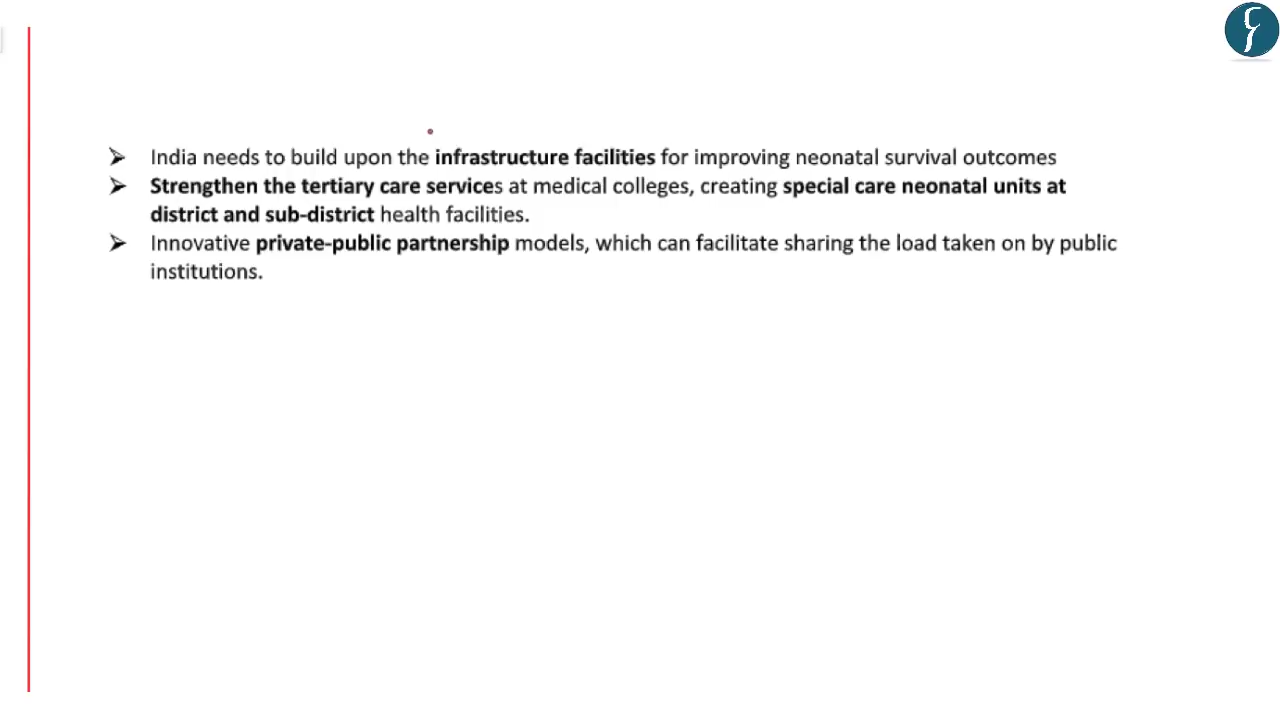 India needs to build upon the infrastructure facilities for improving neonatal survival outcomes
Strengthen the tertiary care services at medical colleges, creating special care neonatal units at
district and sub-district health facilities.
Innovative private-public partnership models, which can facilitate sharing the load taken on by public
institutions.